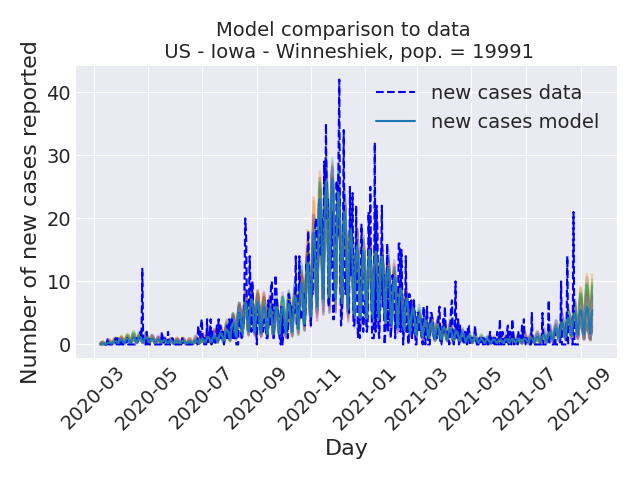 Model comparison to data
US - Iowa - Winneshiek, pop. = 19991
Number of new cases reported
40
30
20
10
0
new cases data
new cases model
2020-03
2020-05
2020-07
2020-09
2020-11
2021-01
2021-03
2021-05
2021-07
2021-09
Day